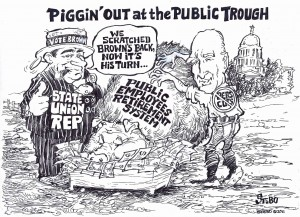 PIGGIN' OUT at the PUBLIC TROUGH
WE
SCRATCHED
BROWN'S BACK,
NOW IT'S
HIS TURN...
VOTE BROWN
STATE
UNION
REP
PUBLIC
EMPLOYEES
RETIREMENT
SYSTEM